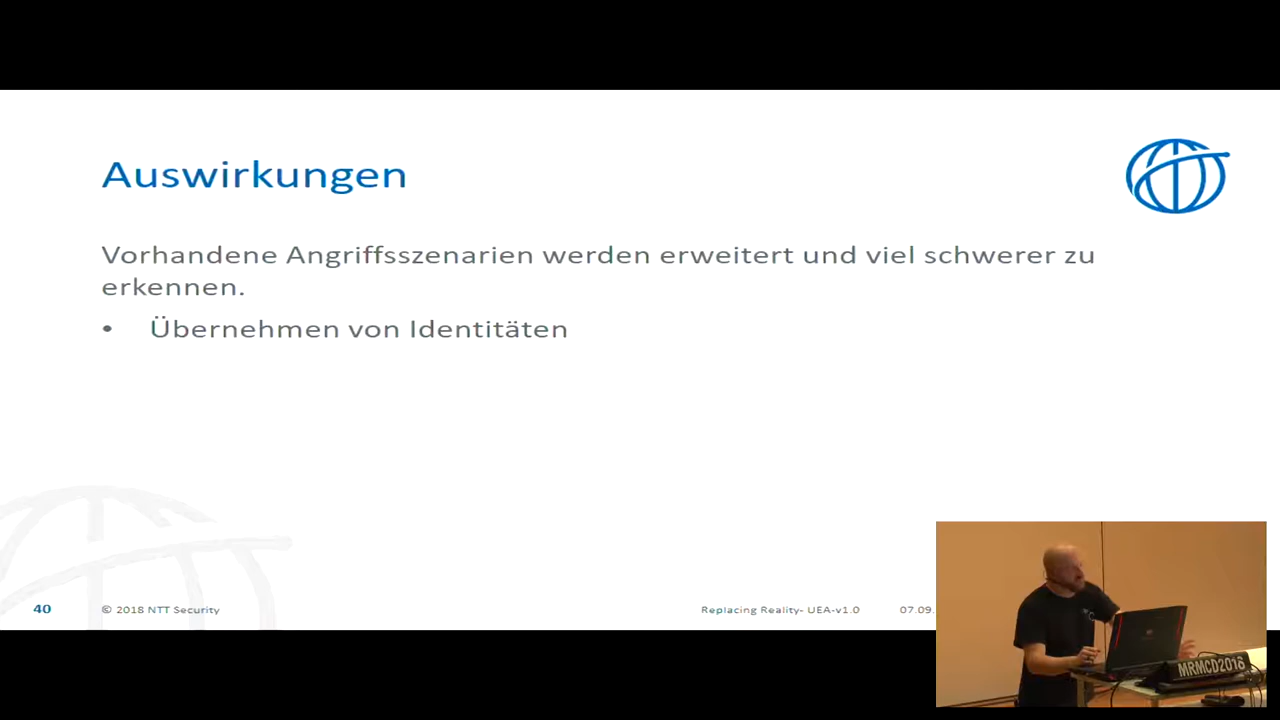 Auswirkungen
Vorhandene Angriffsszenarien werden erweitert und viel schwerer zu
erkennen.
• Übernehmen von Identitäten
40
© 2018 NTT Security
Replacing Reality- UEA-v1.0
07.09.
MRMCD2018